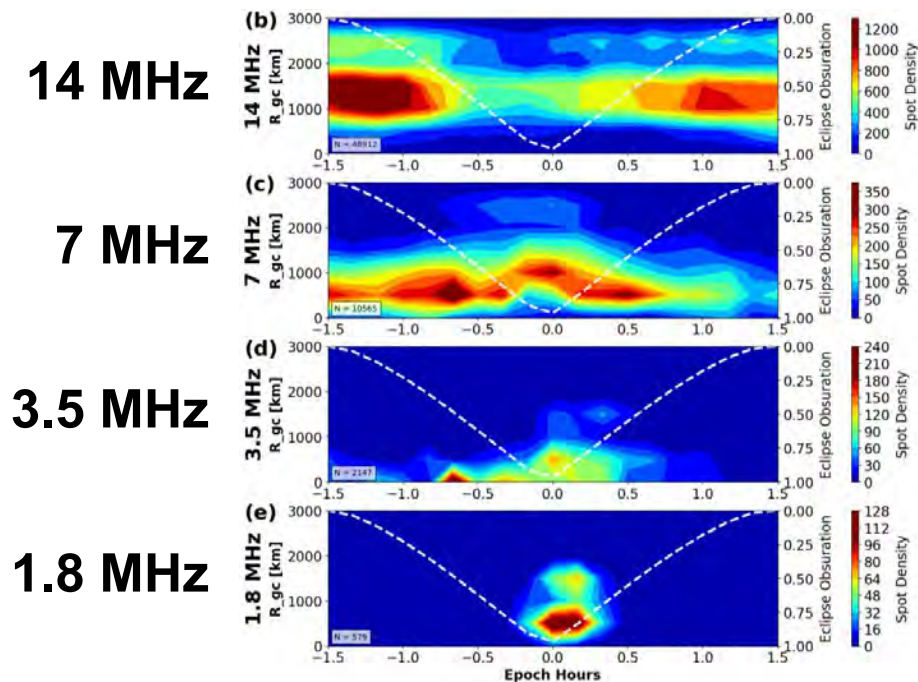 14 MHz
(b)
14 MHz
R_gc [km]
3000
2000
1000
0
N = 48912
−1.5 −1.0 −0.5 0.0 0.5 1.0 1.5
0.00
0.25
0.50
0.75
1.00
Eclipse Obsuration
1200
1000
800
600
400
200
0
Spot Density
7 MHz
(c)
7 MHz
R_gc [km]
3000
2000
1000
0
N = 10565
−1.5 −1.0 −0.5 0.0 0.5 1.0 1.5
0.00
0.25
0.50
0.75
1.00
Eclipse Obsuration
350
300
250
200
150
100
50
0
Spot Density
3.5 MHz
(d)
3.5 MHz
R_gc [km]
3000
2000
1000
0
N = 2147
−1.5 −1.0 −0.5 0.0 0.5 1.0 1.5
0.00
0.25
0.50
0.75
1.00
Eclipse Obsuration
240
210
180
150
120
90
60
30
0
Spot Density
1.8 MHz
(e)
1.8 MHz
R_gc [km]
3000
2000
1000
0
N = 579
−1.5 −1.0 −0.5 0.0 0.5 1.0 1.5
Epoch Hours
0.00
0.25
0.50
0.75
1.00
Eclipse Obsuration
128
112
96
80
64
48
32
16
0
Spot Density